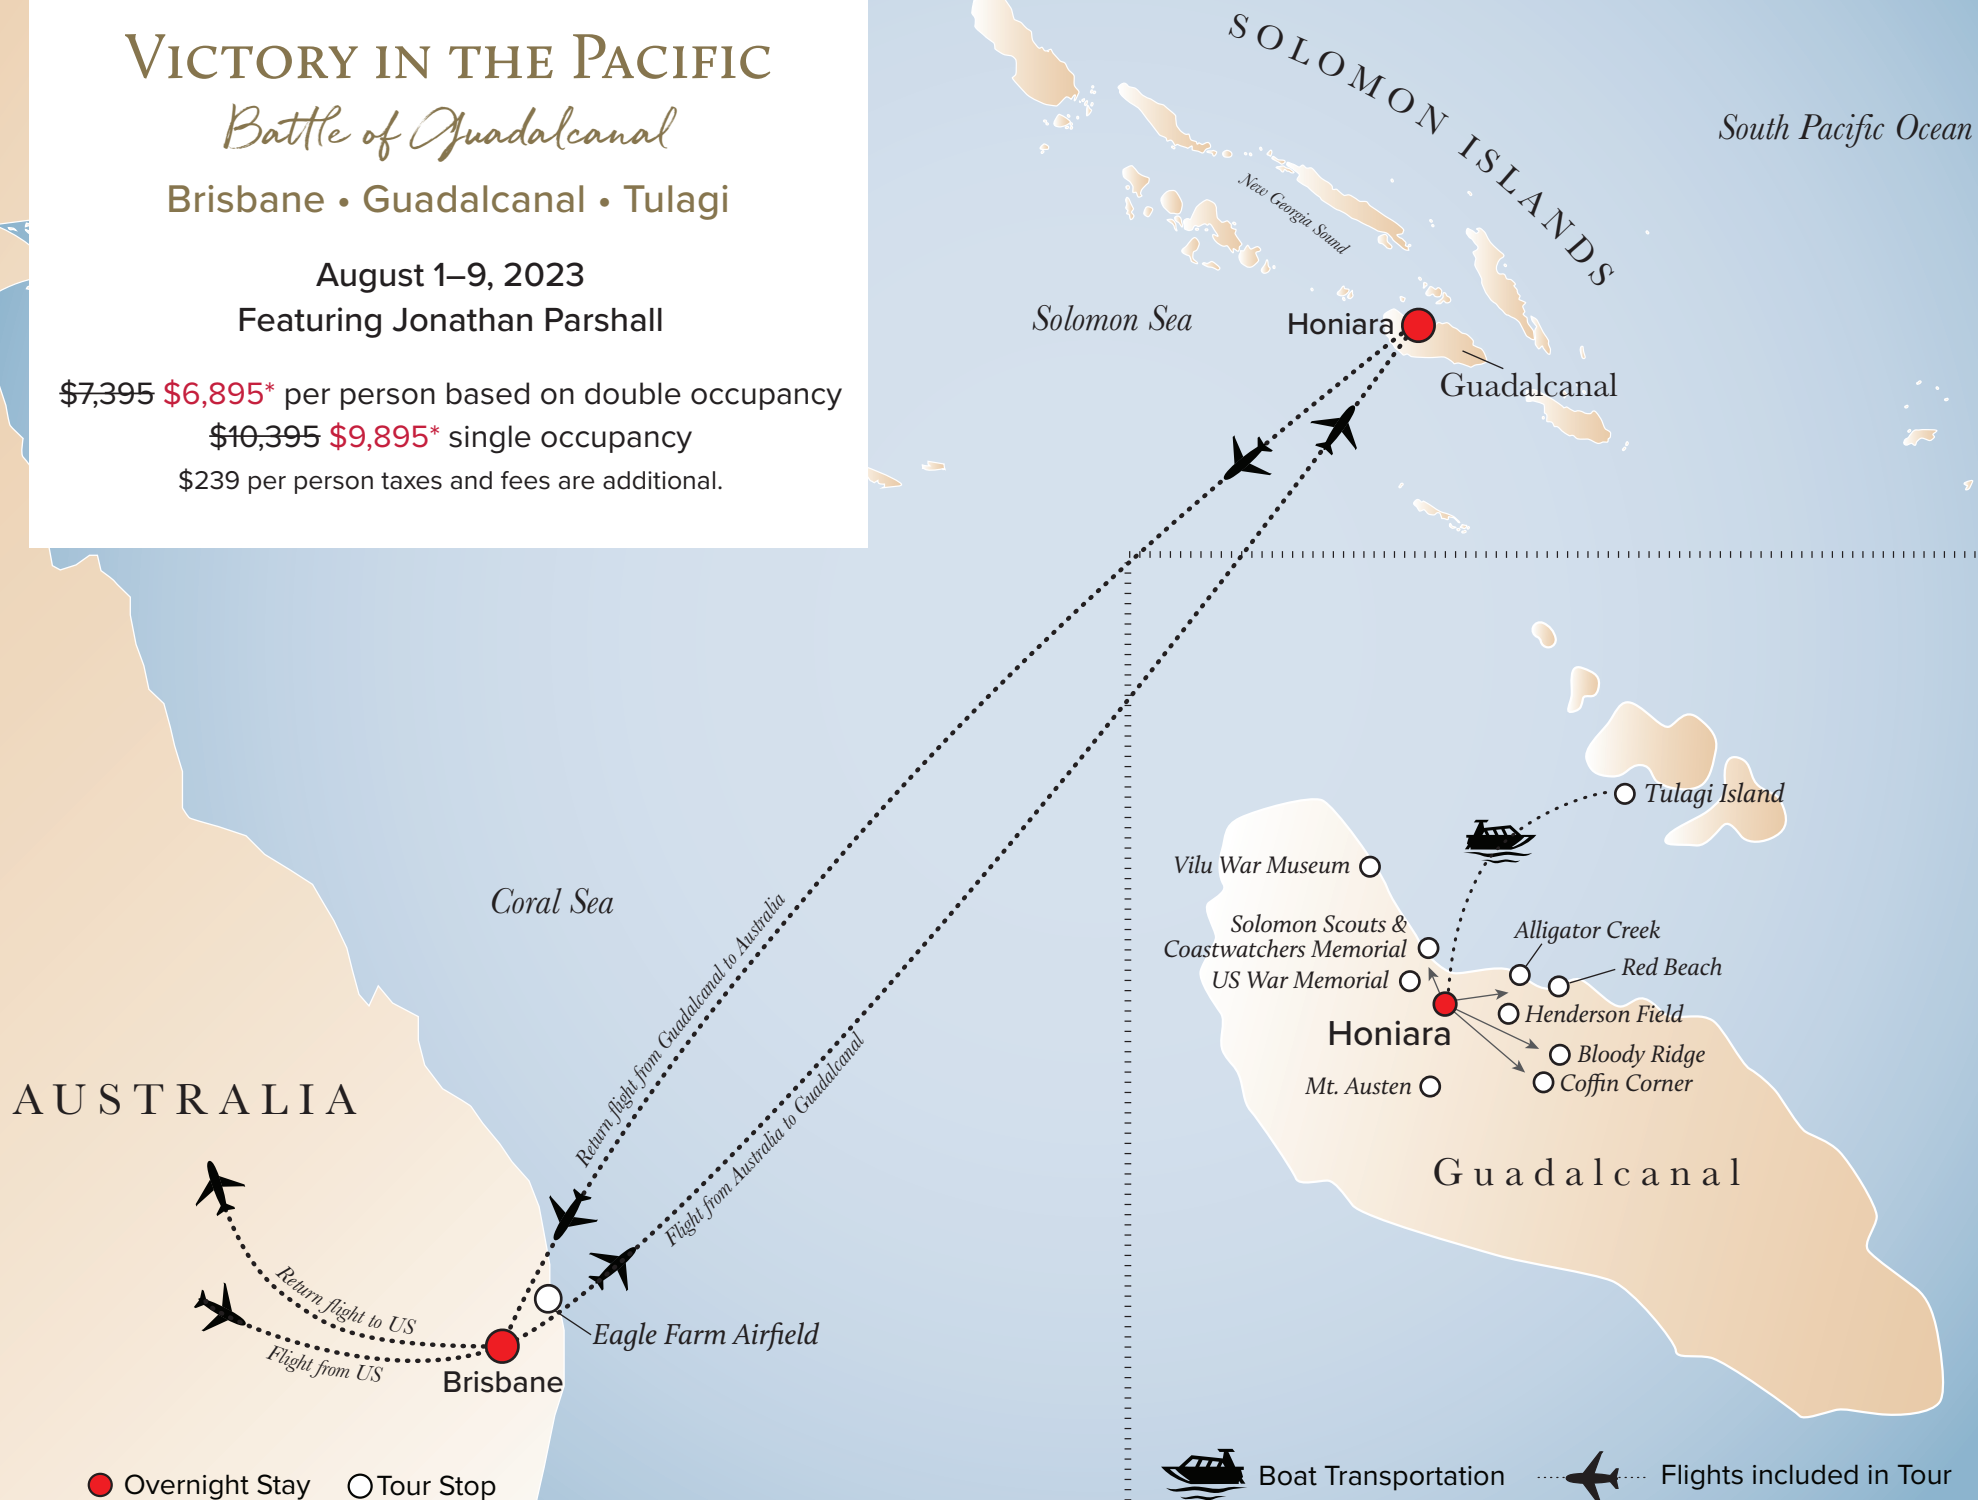 VICTORY IN THE PACIFIC
Battle of Guadalcanal
Brisbane • Guadalcanal • Tulagi
August 1–9, 2023
Featuring Jonathan Parshall
$7,395 $6,895* per person based on double occupancy
$10,395 $9,895* single occupancy
$239 per person taxes and fees are additional.
SOLOMON ISLANDS
South Pacific Ocean
New Georgia Sound
Solomon Sea
Honiara
Guadalcanal
Coral Sea
Return flight from Guadalcanal to Australia
Flight from Australia to Guadalcanal
AUSTRALIA
Return flight to US
Flight from US
Eagle Farm Airfield
Brisbane
Tulagi Island
Vilu War Museum
Solomon Scouts &
Coastwatchers Memorial
US War Memorial
Alligator Creek
Red Beach
Henderson Field
Honiara
Bloody Ridge
Coffin Corner
Mt. Austen
Guadalcanal
Overnight Stay
Tour Stop
Boat Transportation
Flights included in Tour